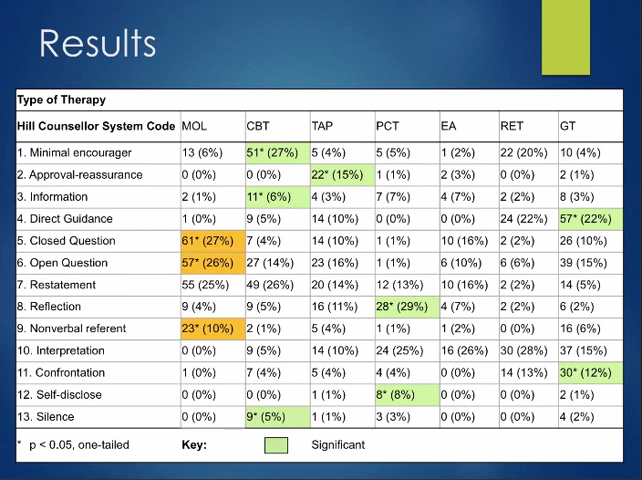 Results
Type of Therapy
Hill Counsellor System Code MOL CBT TAP PCT EA RET GT
1. Minimal encourager 13 (6%) 51* (27%) 5 (4%) 5 (5%) 1 (2%) 22 (20%) 10 (4%)
2. Approval-reassurance 0 (0%) 0 (0%) 22* (15%) 1 (1%) 2 (3%) 0 (0%) 2 (1%)
3. Information 2 (1%) 11* (6%) 4 (3%) 7 (7%) 4 (7%) 2 (2%) 8 (3%)
4. Direct Guidance 1 (0%) 9 (5%) 14 (10%) 0 (0%) 0 (0%) 24 (22%) 57* (22%)
5. Closed Question 61* (27%) 7 (4%) 14 (10%) 1 (1%) 10 (16%) 2 (2%) 26 (10%)
6. Open Question 57* (26%) 27 (14%) 23 (16%) 1 (1%) 6 (10%) 6 (6%) 39 (15%)
7. Restatement 55 (25%) 49 (26%) 20 (14%) 12 (13%) 10 (16%) 2 (2%) 14 (5%)
8. Reflection 9 (4%) 9 (5%) 16 (11%) 28* (29%) 4 (7%) 2 (2%) 6 (2%)
9. Nonverbal referent 23* (10%) 2 (1%) 5 (4%) 1 (1%) 1 (2%) 0 (0%) 16 (6%)
10. Interpretation 0 (0%) 9 (5%) 14 (10%) 24 (25%) 16 (26%) 30 (28%) 37 (15%)
11. Confrontation 1 (0%) 7 (4%) 5 (4%) 4 (4%) 0 (0%) 14 (13%) 30* (12%)
12. Self-disclose 0 (0%) 0 (0%) 1 (1%) 8* (8%) 0 (0%) 0 (0%) 2 (1%)
13. Silence 0 (0%) 9* (5%) 1 (1%) 3 (3%) 0 (0%) 0 (0%) 4 (2%)
* p < 0.05, one-tailed Key: Significant